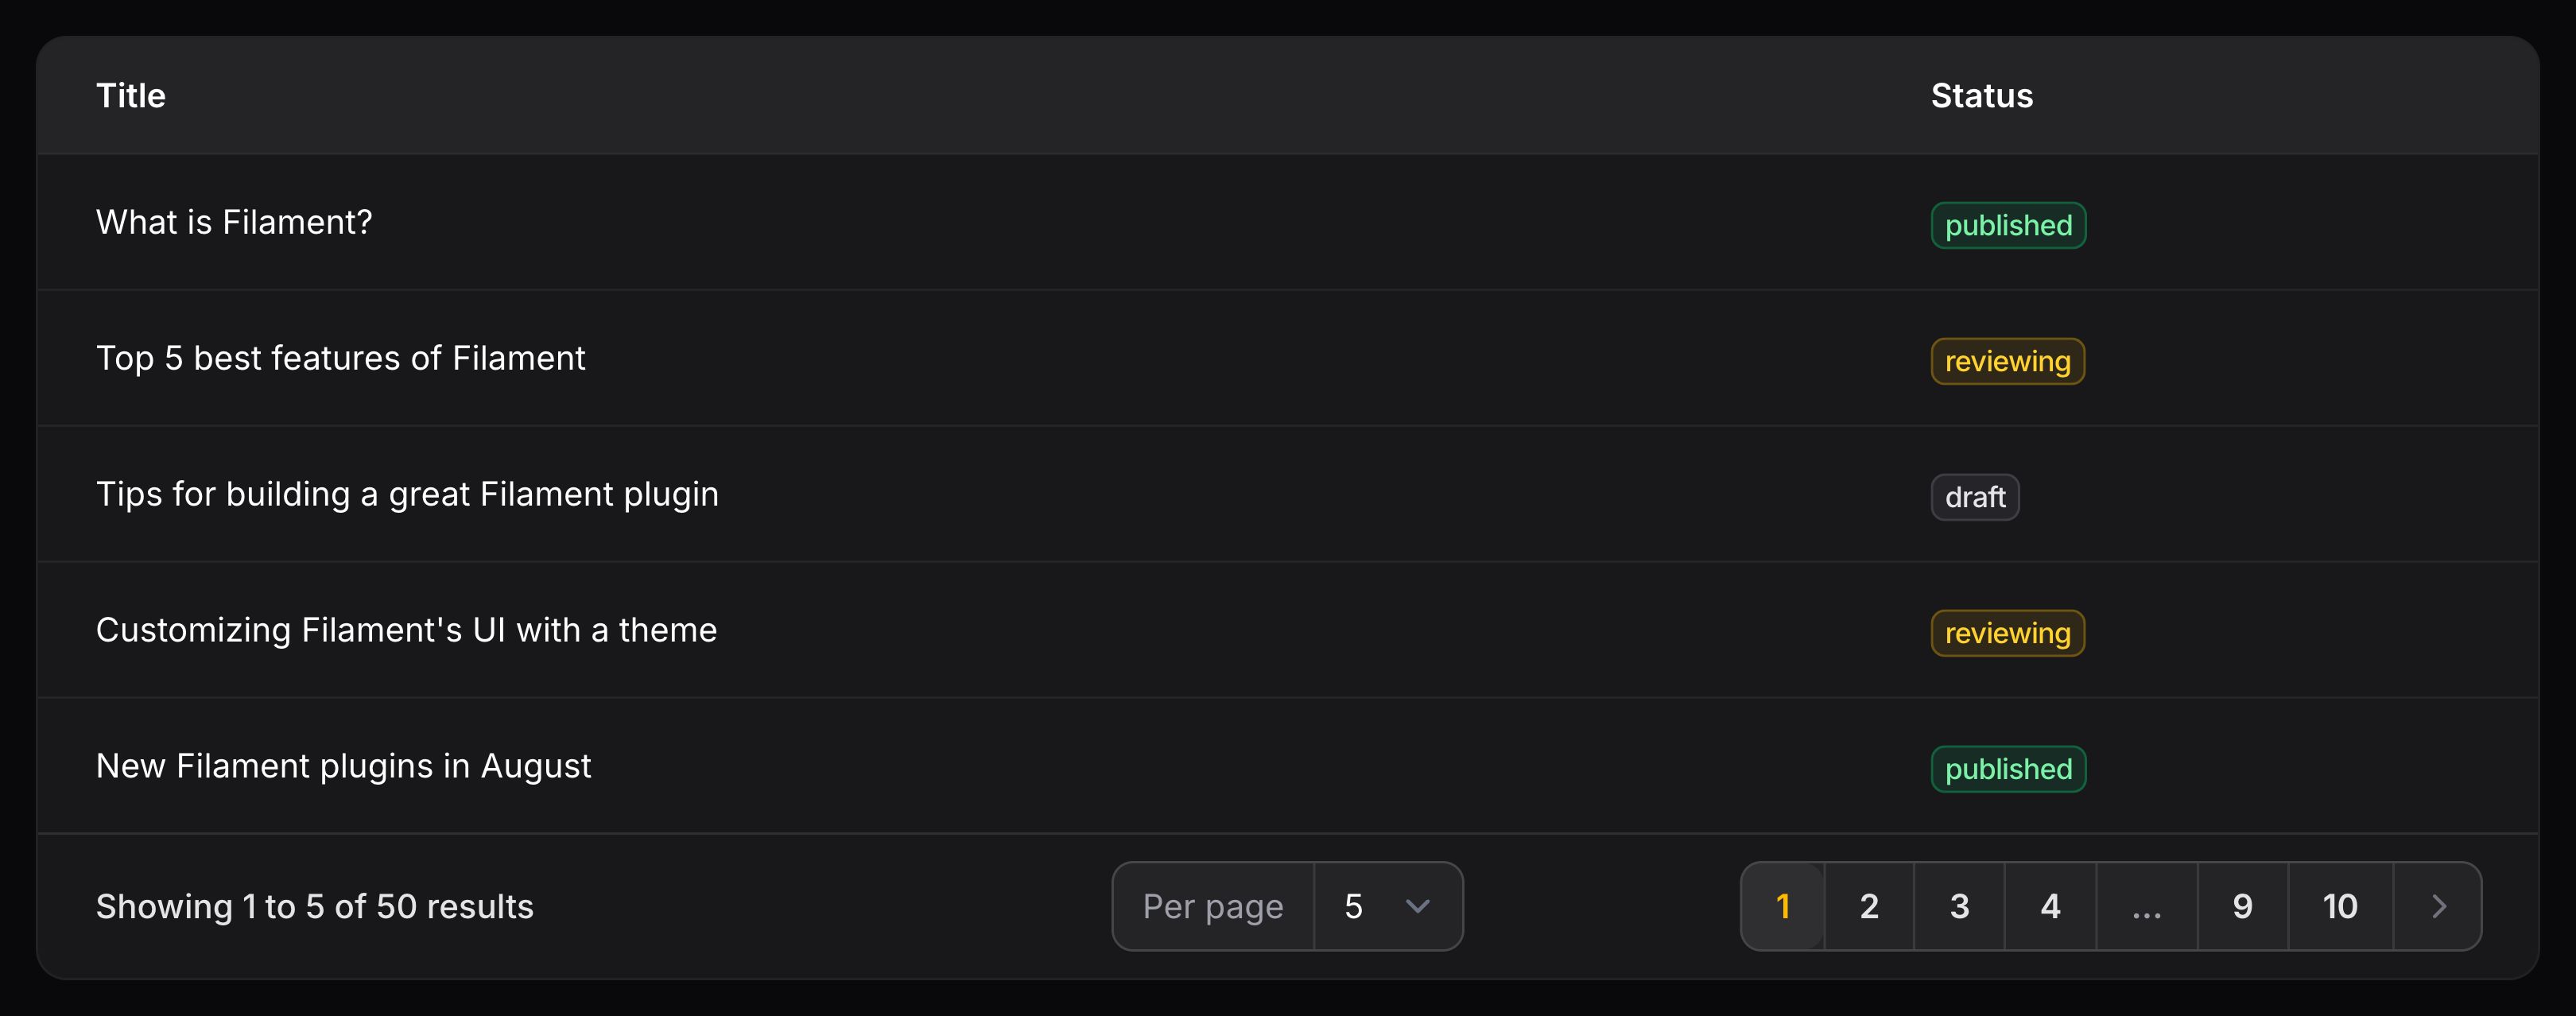 Title Status
What is Filament? published
Top 5 best features of Filament reviewing
Tips for building a great Filament plugin draft
Customizing Filament's UI with a theme reviewing
New Filament plugins in August published
Showing 1 to 5 of 50 results Per page 5 1 2 3 4 ... 9 10